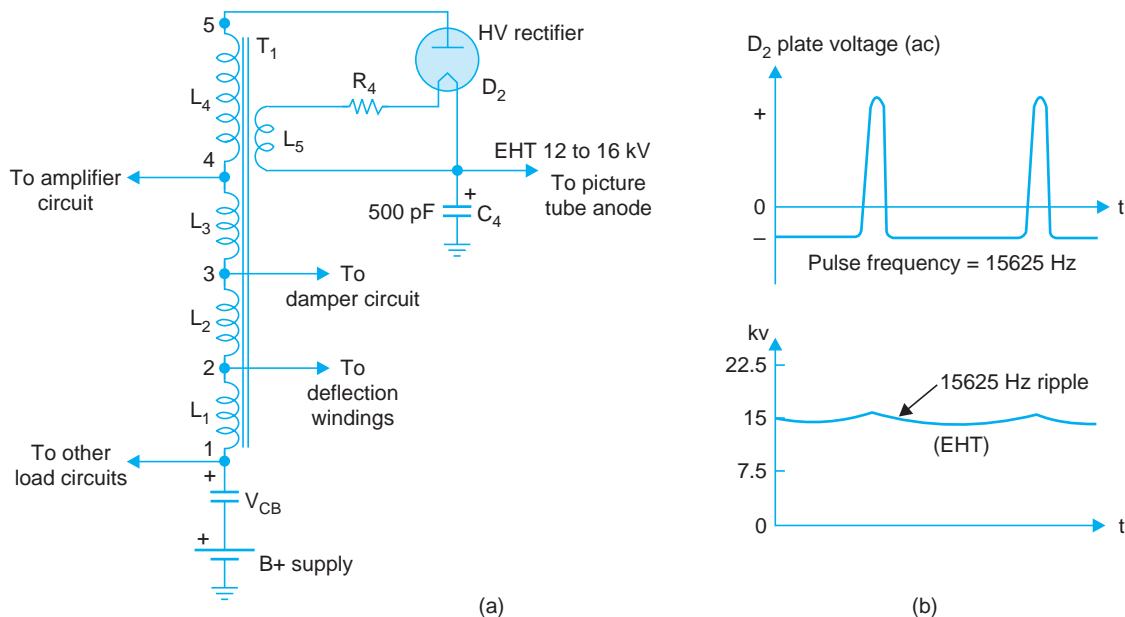 5
T1
HV rectifier
D2
R4
L4
L5
4
EHT 12 to 16 kV
To picture
tube anode
To amplifier
circuit
+
500 pF
C4
L3
3
To
damper circuit
L2
2
To
deflection
windings
L1
1
To other
load circuits
+
VCB
+
B+ supply
(a)
D2 plate voltage (ac)
+
0
t
–
Pulse frequency = 15625 Hz
kv
22.5
15625 Hz ripple
15
(EHT)
7.5
0
t
(b)